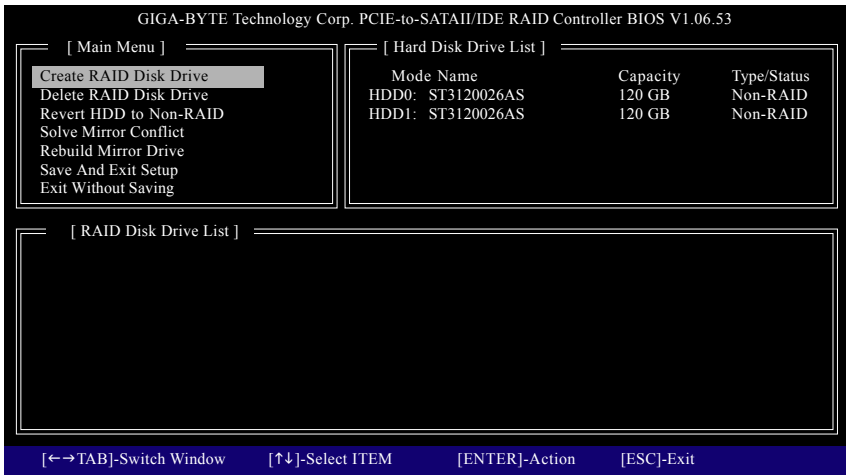 GIGA-BYTE Technology Corp. PCIE-to-SATAII/IDE RAID Controller BIOS V1.06.53
[ Main Menu ]
Create RAID Disk Drive
Delete RAID Disk Drive
Revert HDD to Non-RAID
Solve Mirror Conflict
Rebuild Mirror Drive
Save And Exit Setup
Exit Without Saving
[ Hard Disk Drive List ]
Mode Name Capacity Type/Status
HDD0: ST3120026AS 120 GB Non-RAID
HDD1: ST3120026AS 120 GB Non-RAID
[ RAID Disk Drive List ]
[←→TAB]-Switch Window [↑↓]-Select ITEM [ENTER]-Action [ESC]-Exit